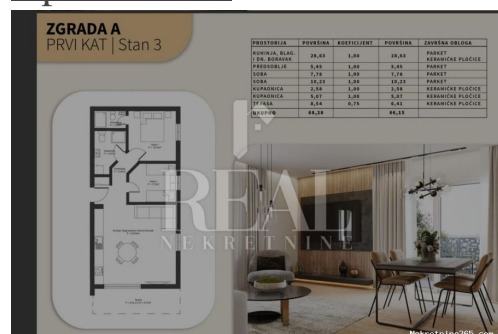 ZGRADA A
PRVI KAT | Stan 3
PROSTORIJA POVRŠINA KOEFICIJENT POVRŠINA ZAVRŠNA OBLOGA
KUHINJA, BLAG. I DN. BORAVAK 28,63 1,00 28,63 PARKET KERAMIČKE PLOČICE
PREDSOBLJE 5,45 1,00 5,45 PARKET
SOBA 7,76 1,00 7,76 PARKET
SOBA 10,23 1,00 10,23 PARKET
KUPAONICA 2,58 1,00 2,58 KERAMIČKE PLOČICE
KUPAONICA 5,07 1,00 5,07 KERAMIČKE PLOČICE
TERASA 8,54 0,75 6,41 KERAMIČKE PLOČICE
UKUPNO 68,26 66,13
REAL
NEKRETNINE
Nekretnine365.com